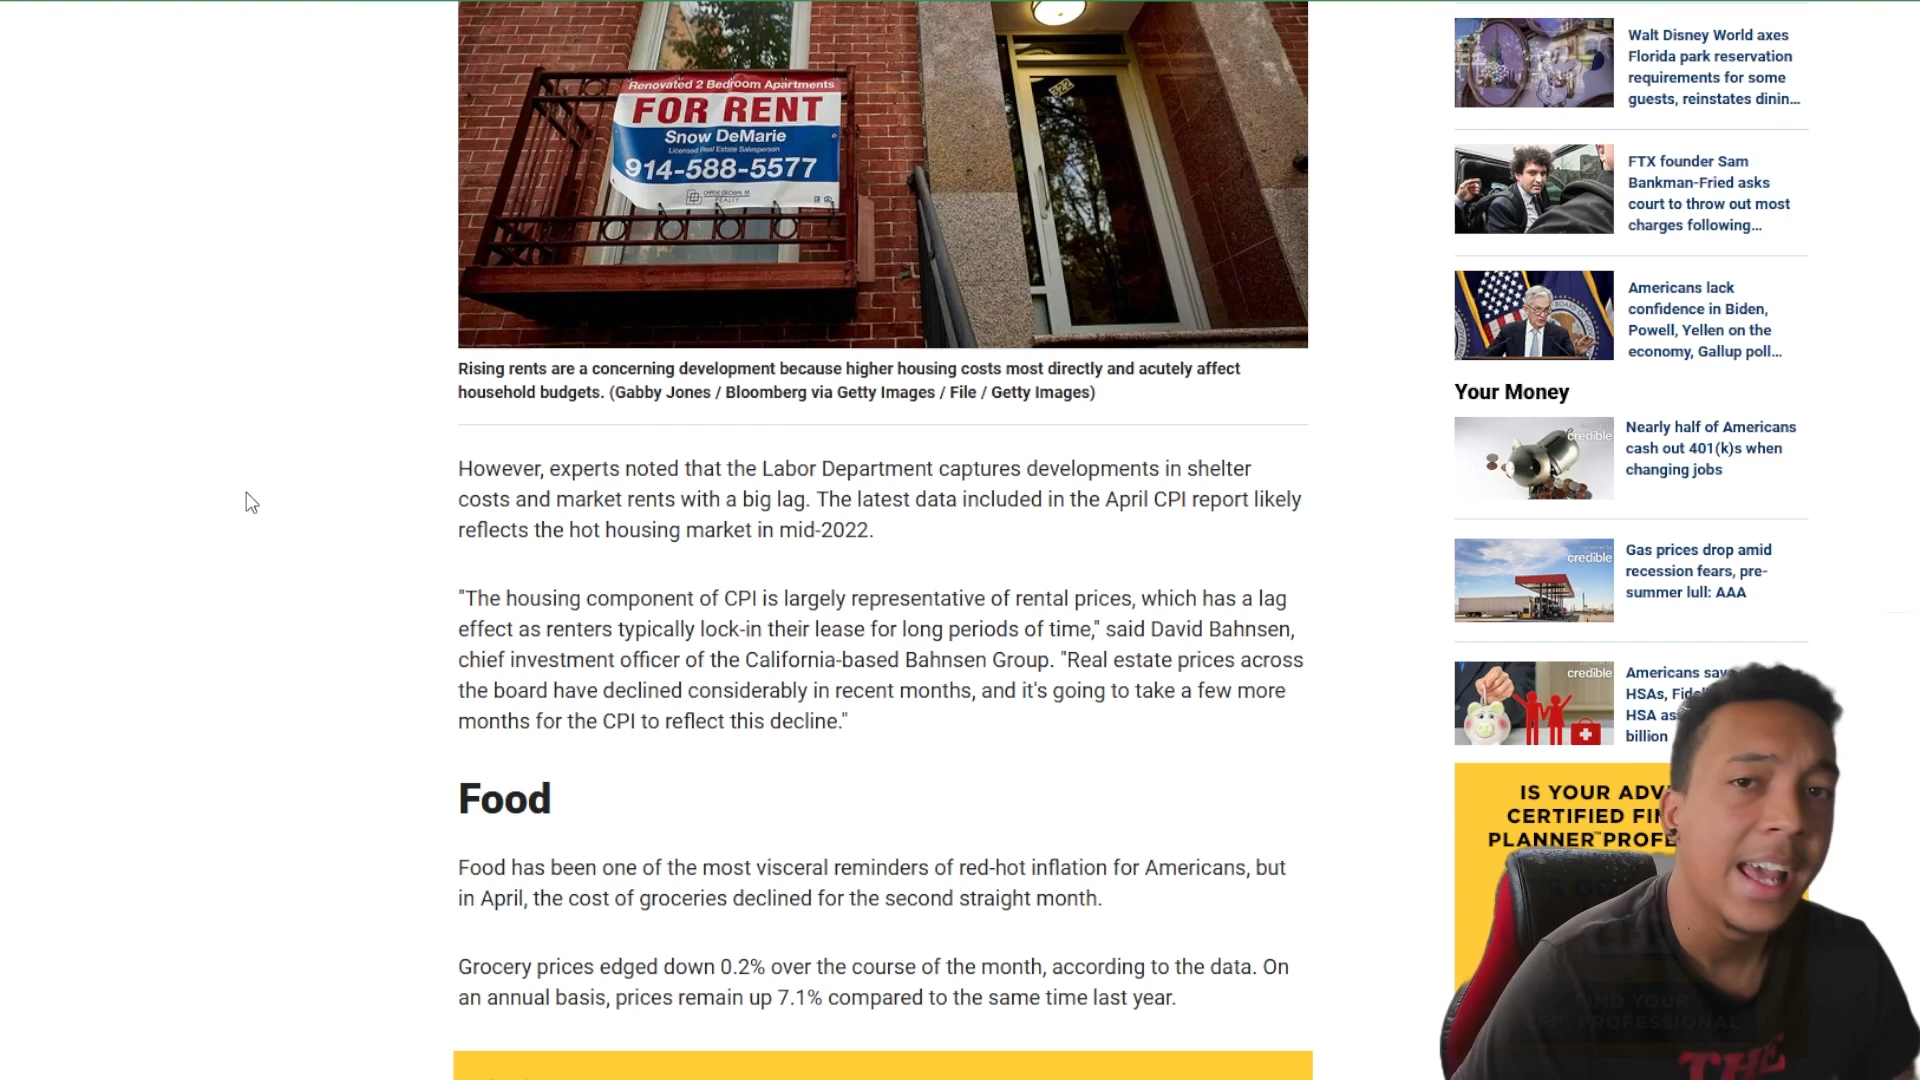 Renovated 2 Bedroom Apartments
FOR RENT
Snow DeMarie
Licensed Real Estate Salesperson
914-588-5577
REALTY
Rising rents are a concerning development because higher housing costs most directly and acutely affect
household budgets. (Gabby Jones / Bloomberg via Getty Images / File / Getty Images)
However, experts noted that the Labor Department captures developments in shelter
costs and market rents with a big lag. The latest data included in the April CPI report likely
reflects the hot housing market in mid-2022.
"The housing component of CPI is largely representative of rental prices, which has a lag
effect as renters typically lock-in their lease for long periods of time," said David Bahnsen,
chief investment officer of the California-based Bahnsen Group. "Real estate prices across
the board have declined considerably in recent months, and it's going to take a few more
months for the CPI to reflect this decline."
Food
Food has been one of the most visceral reminders of red-hot inflation for Americans, but
in April, the cost of groceries declined for the second straight month.
Grocery prices edged down 0.2% over the course of the month, according to the data. On
an annual basis, prices remain up 7.1% compared to the same time last year.
Walt Disney World axes
Florida park reservation
requirements for some
guests, reinstates dinin...
FTX founder Sam
Bankman-Fried asks
court to throw out most
charges following...
Americans lack
confidence in Biden,
Powell, Yellen on the
economy, Gallup poll...
Your Money
credible
Nearly half of Americans
cash out 401(k)s when
changing jobs
credible
Gas prices drop amid
recession fears, pre-
summer lull: AAA
credible
Americans sav
HSAs, Fid
HSA as
billion
IS YOUR ADV
CERTIFIED FI
PLANNER™ PROFE
FIND YOUR
PROFESSIONAL
THE